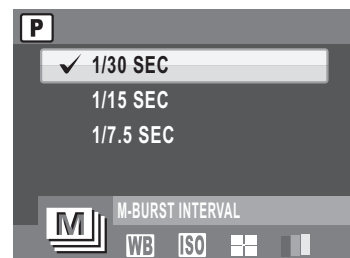 P
1/30 SEC
1/15 SEC
1/7.5 SEC
M-BURST INTERVAL
M
WB ISO